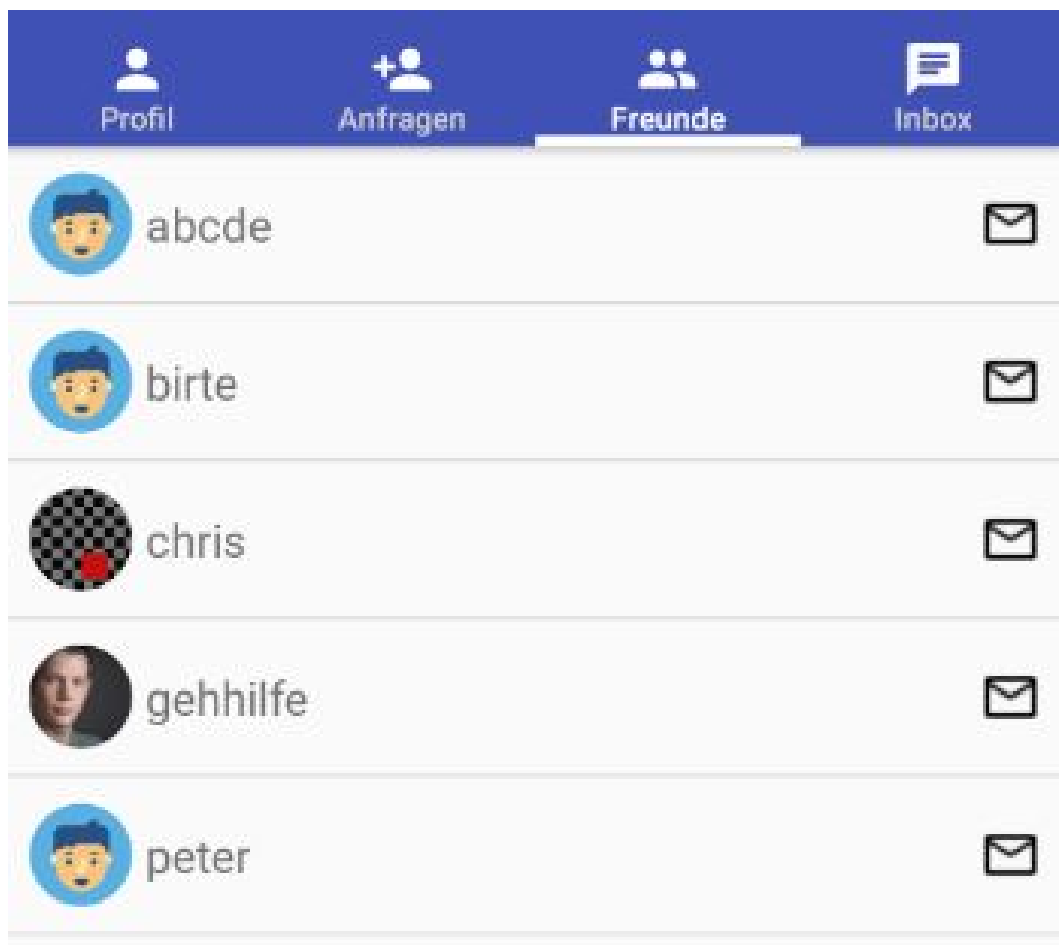 Profil Anfragen Freunde Inbox
abcde
birte
chris
gehhilfe
peter